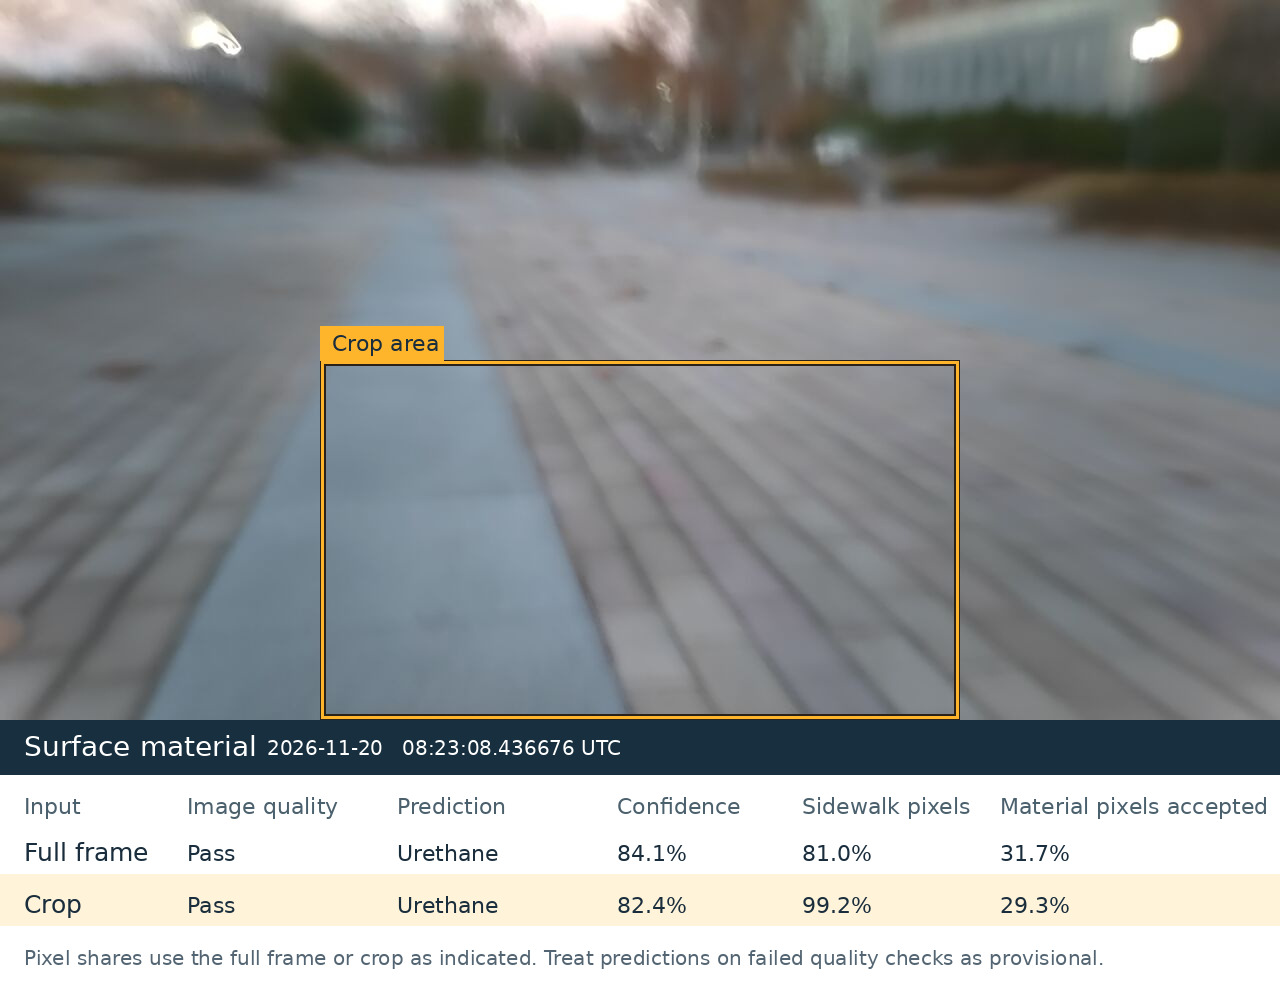 Crop area
Surface material 2026-11-20 08:23:08.436676 UTC
Input Image quality Prediction Confidence Sidewalk pixels Material pixels accepted
Full frame Pass Urethane 84.1% 81.0% 31.7%
Crop Pass Urethane 82.4% 99.2% 29.3%
Pixel shares use the full frame or crop as indicated. Treat predictions on failed quality checks as provisional.